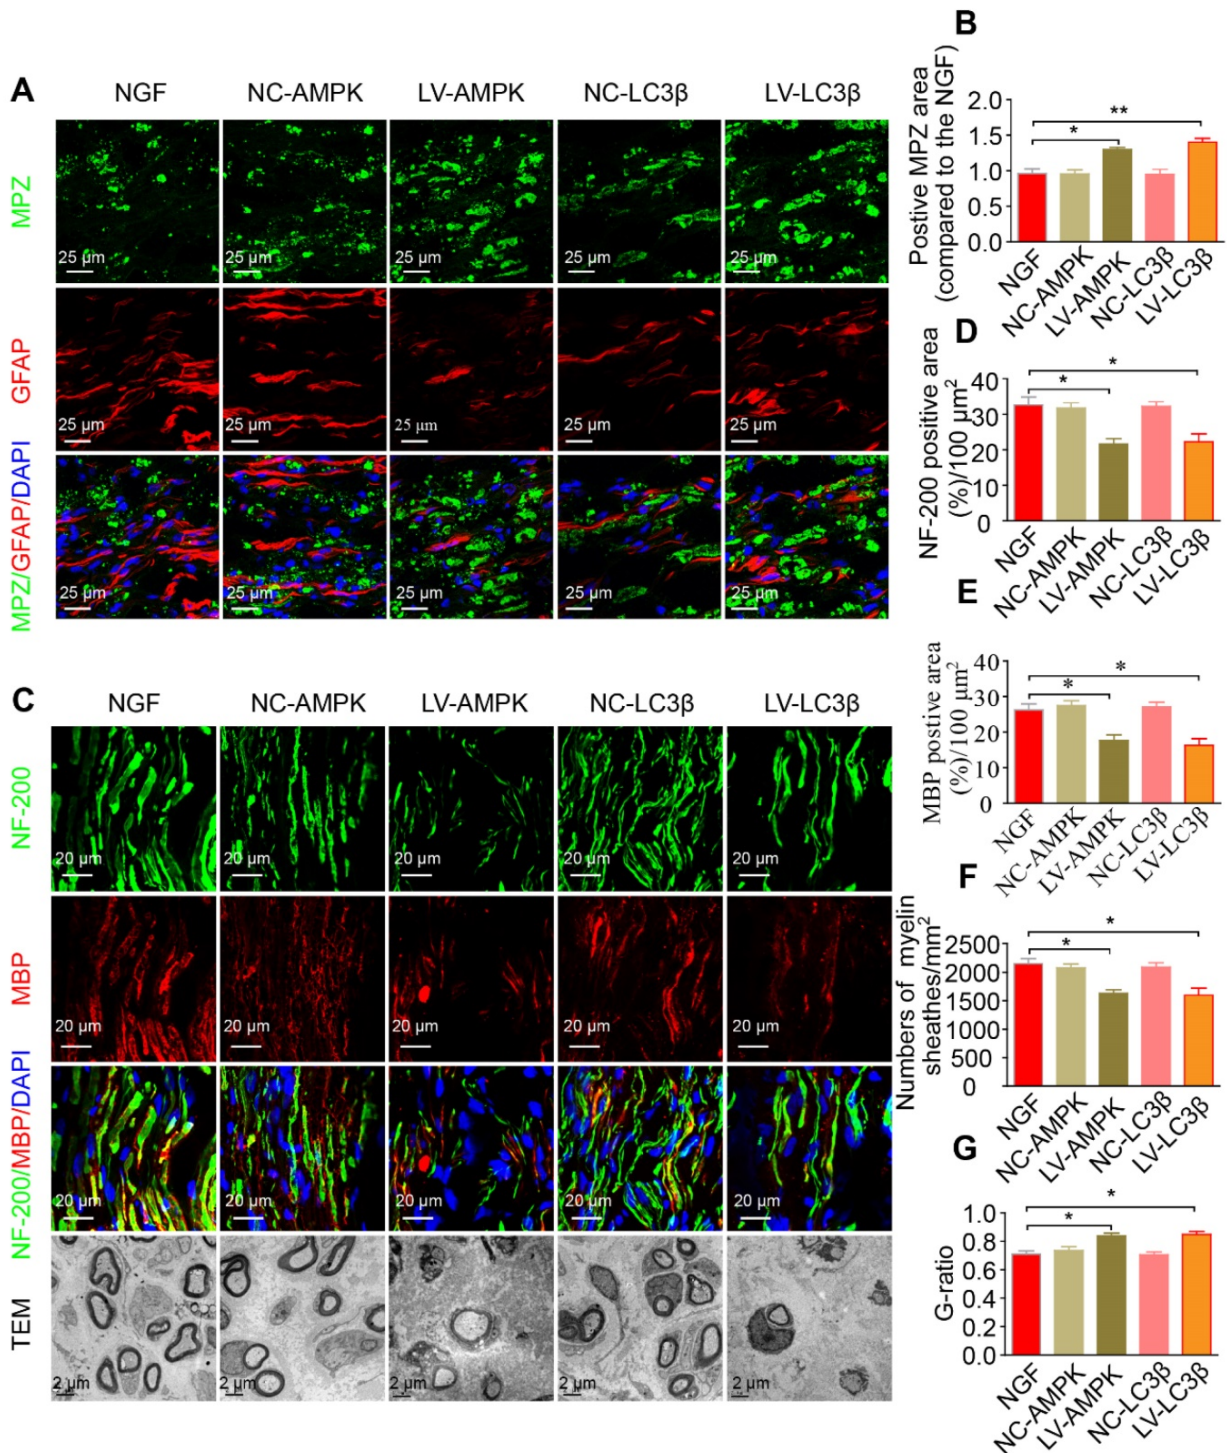 A
NGF NC-AMPK LV-AMPK NC-LC3β LV-LC3β
MPZ
25 μm 25 μm 25 μm 25 μm 25 μm
GFAP
25 μm 25 μm 25 μm 25 μm 25 μm
MPZ/GFAP/DAPI
25 μm 25 μm 25 μm 25 μm 25 μm
B
Postive MPZ area
(compared to the NGF)
2.0
1.5
1.0
0.5
0.0
* **
NGF NC-AMPK LV-AMPK NC-LC3β LV-LC3β
C
NGF NC-AMPK LV-AMPK NC-LC3β LV-LC3β
NF-200
20 μm 20 μm 20 μm 20 μm 20 μm
MBP
20 μm 20 μm 20 μm 20 μm 20 μm
NF-200/MBP/DAPI
20 μm 20 μm 20 μm 20 μm 20 μm
TEM
2 μm 2 μm 2 μm 2 μm 2 μm
D
NF-200 positive area
(%)/100 μm²
40
30
20
10
0
* *
NGF NC-AMPK LV-AMPK NC-LC3β LV-LC3β
E
MBP postive area
(%)/100 μm²
40
30
20
10
0
* *
NGF NC-AMPK LV-AMPK NC-LC3β LV-LC3β
F
Numbers of myelin
sheathes/mm²
2500
2000
1500
1000
500
0
* *
NGF NC-AMPK LV-AMPK NC-LC3β LV-LC3β
G
G-ratio
1.0
0.8
0.6
0.4
0.2
0.0
* *
NGF NC-AMPK LV-AMPK NC-LC3β LV-LC3β